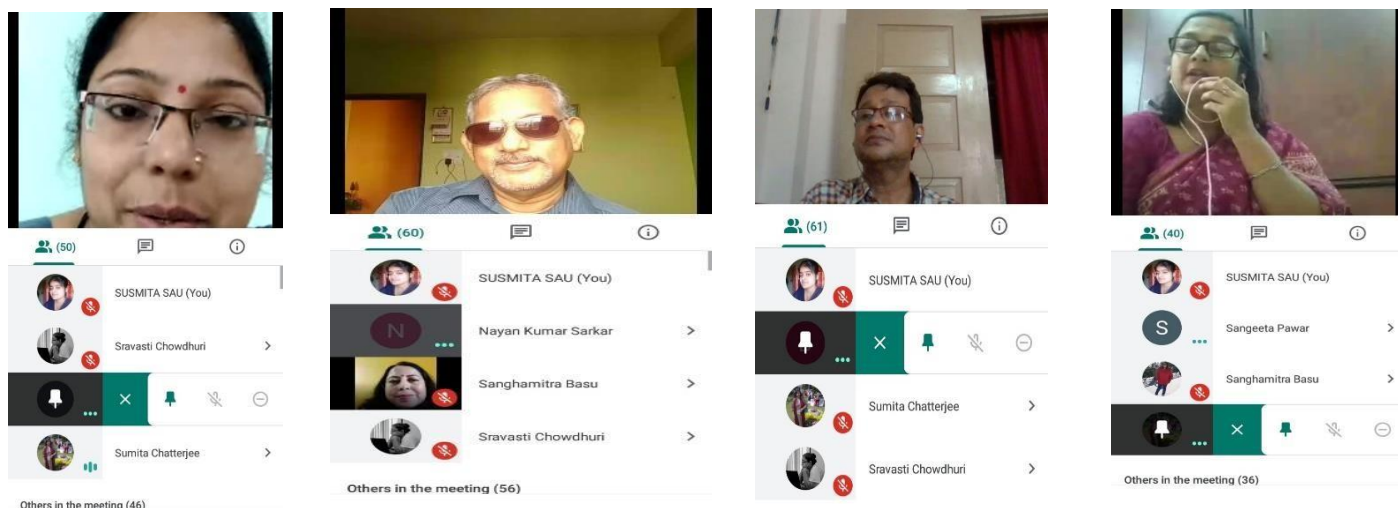 (50)
SUSMITA SAU (You)
Sravasti Chowdhuri
Sumita Chatterjee
Others in the meeting (46)
(60)
SUSMITA SAU (You)
N
Nayan Kumar Sarkar
Sanghamitra Basu
Sravasti Chowdhuri
Others in the meeting (56)
(61)
SUSMITA SAU (You)
Sumita Chatterjee
Sravasti Chowdhuri
(40)
SUSMITA SAU (You)
S
Sangeeta Pawar
Sanghamitra Basu
Others in the meeting (36)